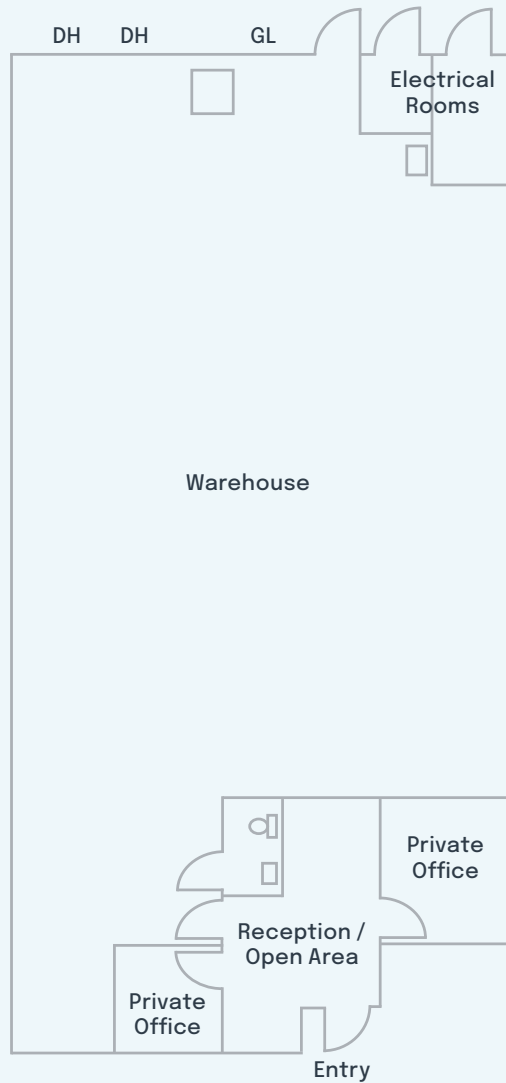 DH DH GL
Electrical
Rooms
Warehouse
Private
Office
Reception /
Open Area
Private
Office
Entry